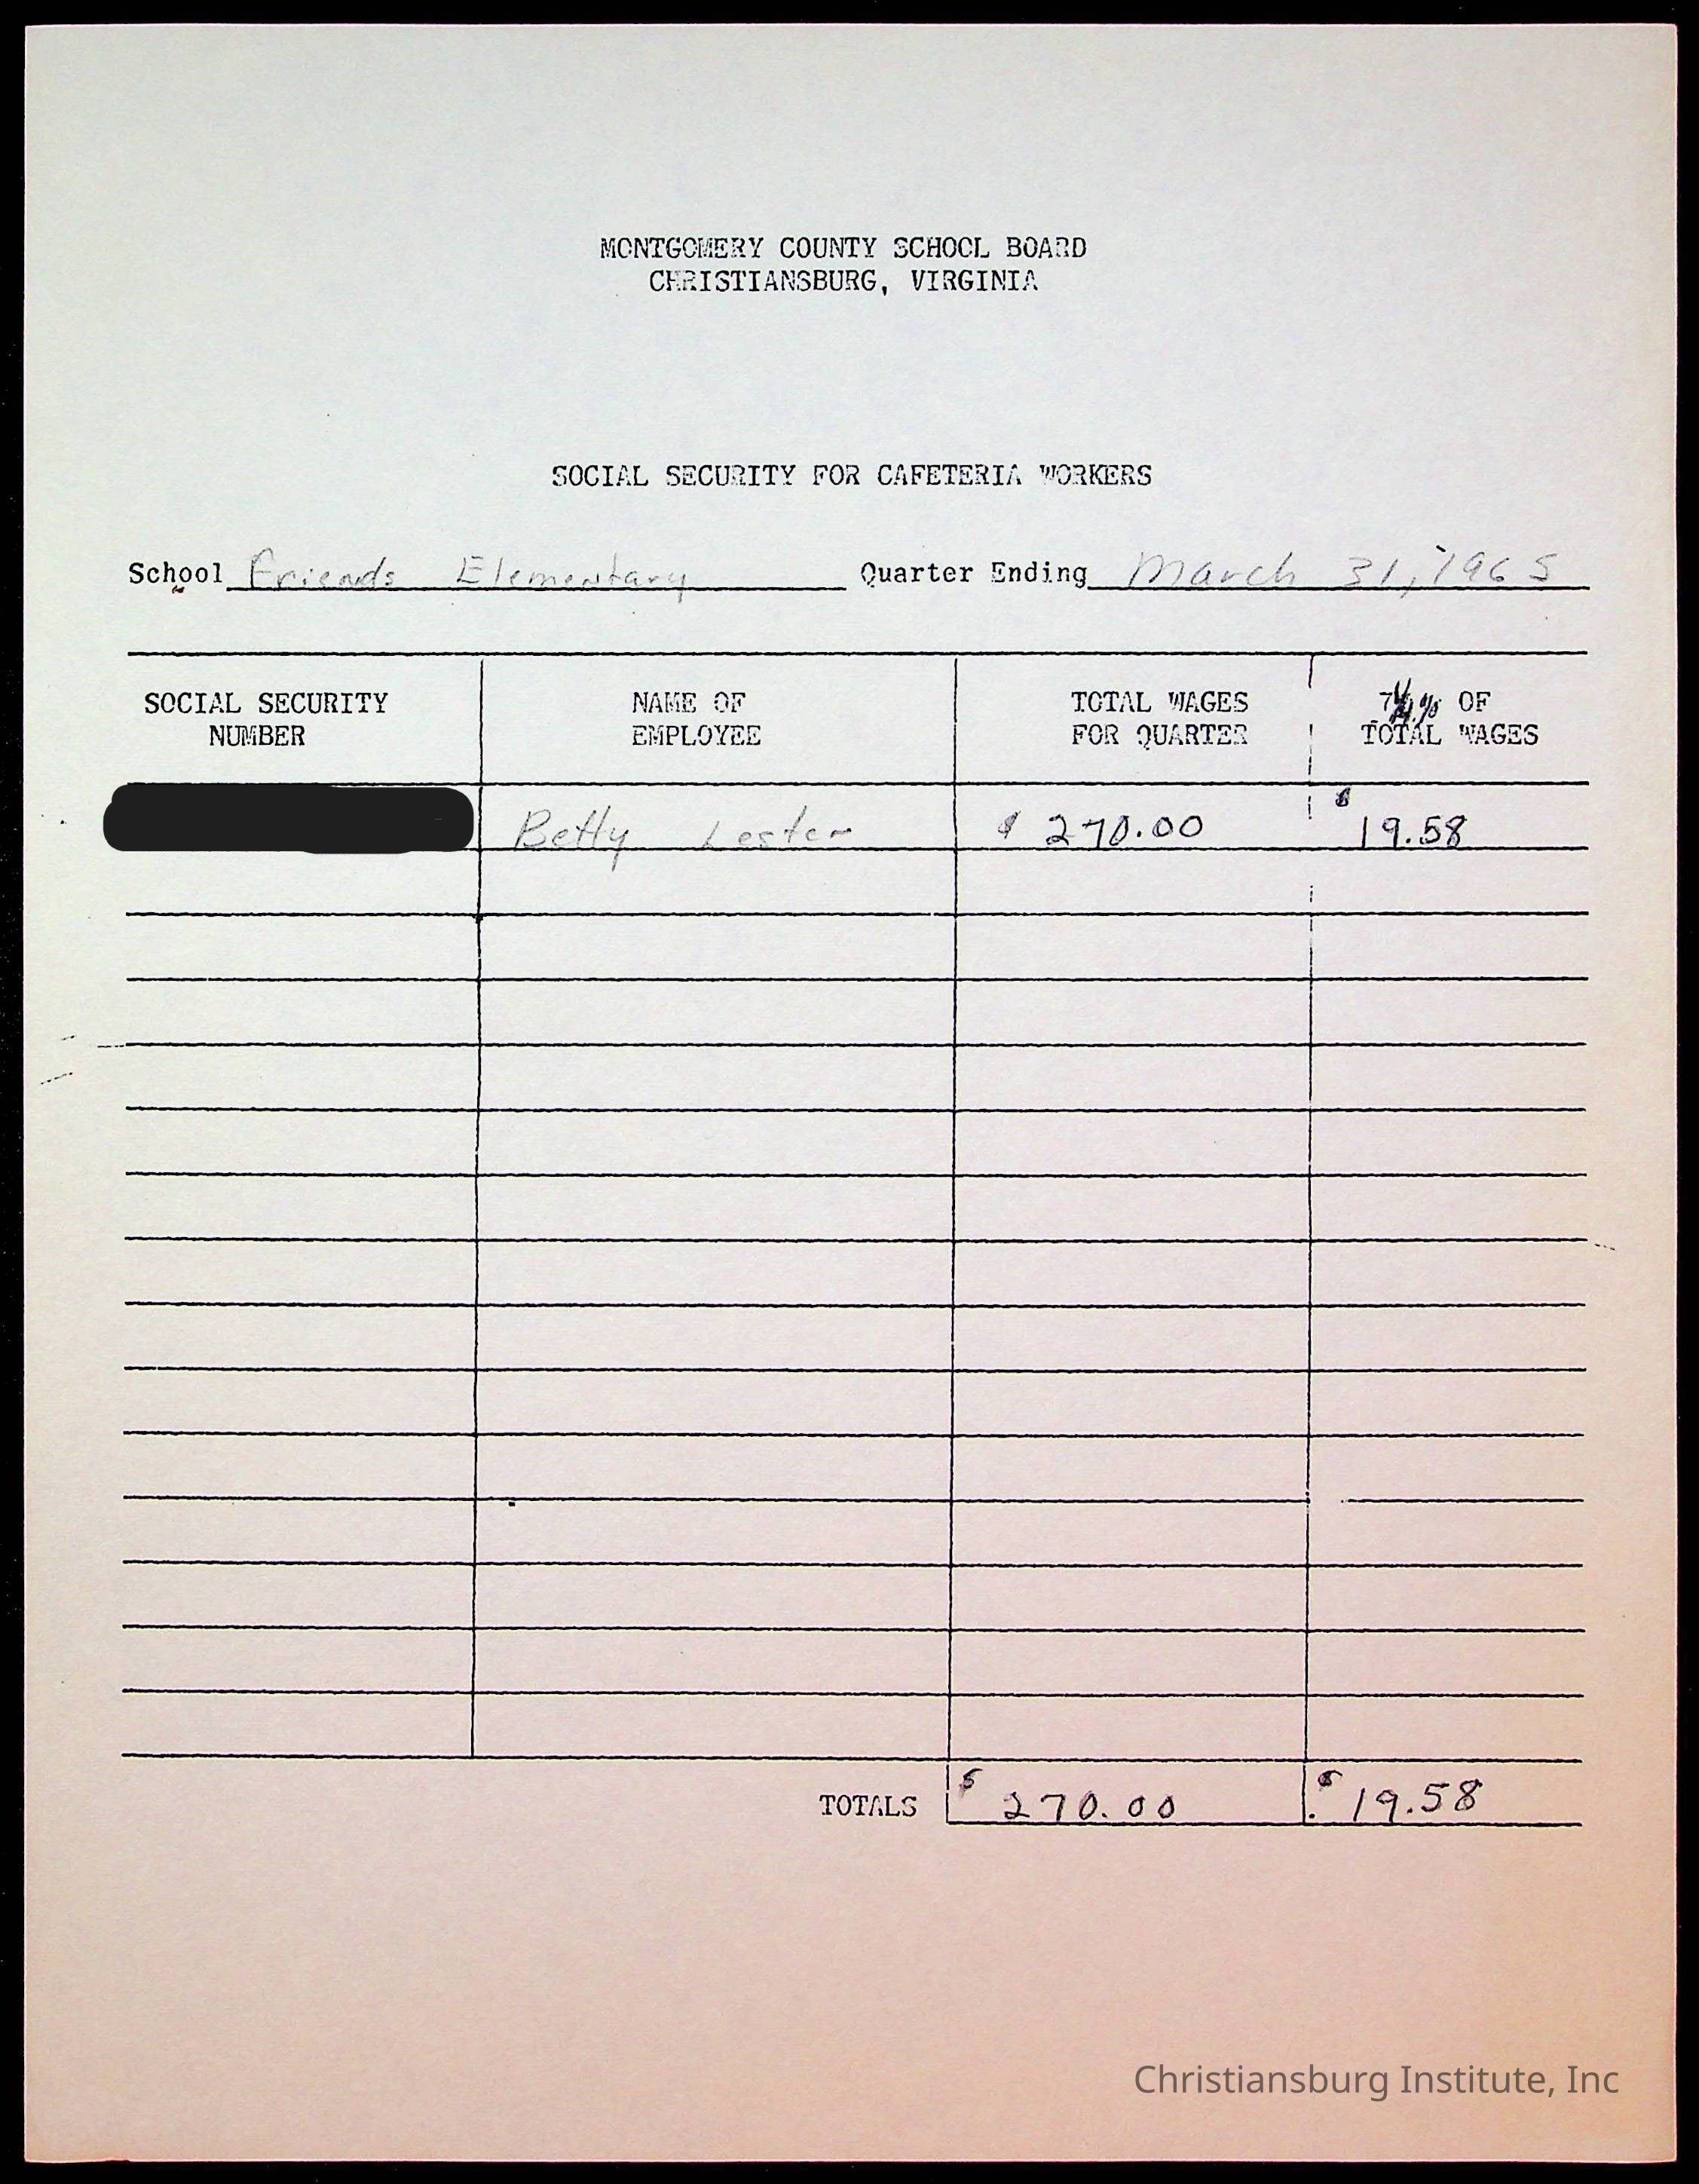 MONTGOMERY COUNTY SCHOOL BOARD
CHRISTIANSBURG, VIRGINIA
SOCIAL SECURITY FOR CAFETERIA WORKERS
School Friends Elementary Quarter Ending March 31, 1965
SOCIAL SECURITY NUMBER NAME OF EMPLOYEE TOTAL WAGES FOR QUARTER 7 1/4% OF TOTAL WAGES
Betty Lester $ 270.00 $ 19.58
TOTALS $ 270.00 $ 19.58
Christiansburg Institute, Inc